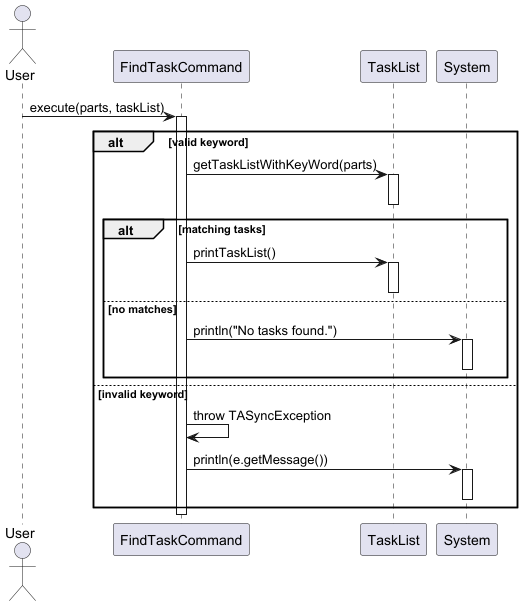 User
FindTaskCommand
TaskList
System
execute(parts, taskList)
alt
[valid keyword]
getTaskListWithKeyWord(parts)
alt
[matching tasks]
printTaskList()
[no matches]
println("No tasks found.")
[invalid keyword]
throw TASyncException
println(e.getMessage())
User
FindTaskCommand
TaskList
System